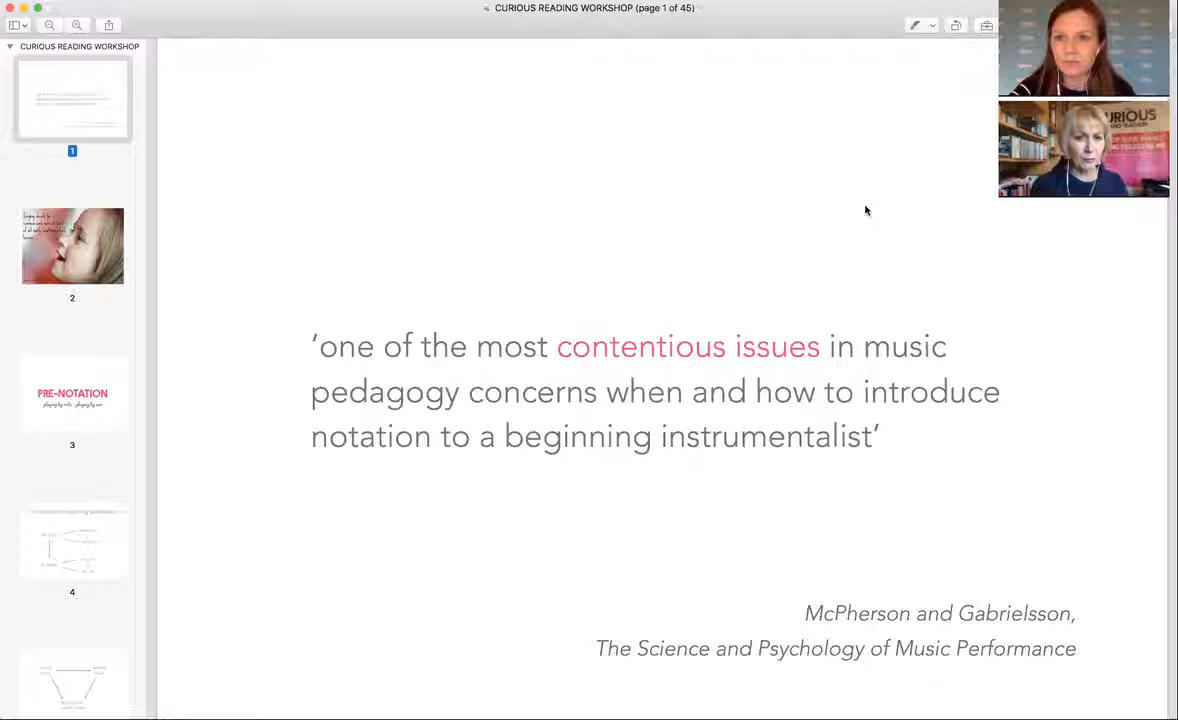 CURIOUS READING WORKSHOP (page 1 of 45)
CURIOUS READING WORKSHOP
1
2
PRE-NOTATION
3
4
'one of the most contentious issues in music
pedagogy concerns when and how to introduce
notation to a beginning instrumentalist'
McPherson and Gabrielsson,
The Science and Psychology of Music Performance